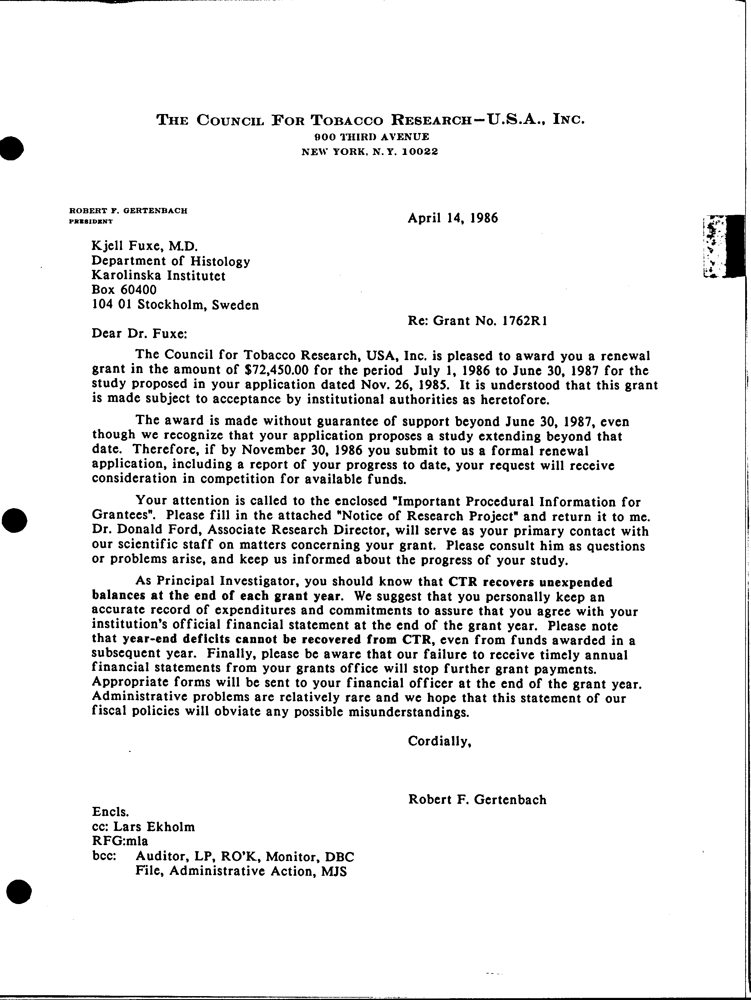 THE COUNCIL FOR TOBACCO RESEARCH—U.S.A., INC.
900 THIRD AVENUE
NEW YORK, N.Y. 10022
ROBERT F. GERTENBACH
PRESIDENT
April 14, 1986
Kjell Fuxe, M.D.
Department of Histology
Karolinska Institutet
Box 60400
104 01 Stockholm, Sweden
Re: Grant No. 1762R1
Dear Dr. Fuxe:
The Council for Tobacco Research, USA, Inc. is pleased to award you a renewal
grant in the amount of $72,450.00 for the period July 1, 1986 to June 30, 1987 for the
study proposed in your application dated Nov. 26, 1985. It is understood that this grant
is made subject to acceptance by institutional authorities as heretofore.
The award is made without guarantee of support beyond June 30, 1987, even
though we recognize that your application proposes a study extending beyond that
date. Therefore, if by November 30, 1986 you submit to us a formal renewal
application, including a report of your progress to date, your request will receive
consideration in competition for available funds.
Your attention is called to the enclosed "Important Procedural Information for
Grantees". Please fill in the attached "Notice of Research Project" and return it to me.
Dr. Donald Ford, Associate Research Director, will serve as your primary contact with
our scientific staff on matters concerning your grant. Please consult him as questions
or problems arise, and keep us informed about the progress of your study.
As Principal Investigator, you should know that CTR recovers unexpended
balances at the end of each grant year. We suggest that you personally keep an
accurate record of expenditures and commitments to assure that you agree with your
institution's official financial statement at the end of the grant year. Please note
that year-end deficits cannot be recovered from CTR, even from funds awarded in a
subsequent year. Finally, please be aware that our failure to receive timely annual
financial statements from your grants office will stop further grant payments.
Appropriate forms will be sent to your financial officer at the end of the grant year.
Administrative problems are relatively rare and we hope that this statement of our
fiscal policies will obviate any possible misunderstandings.
Cordially,
Robert F. Gertenbach
Encls.
cc: Lars Ekholm
RFG:mla
bcc: Auditor, LP, RO'K, Monitor, DBC
File, Administrative Action, MJS